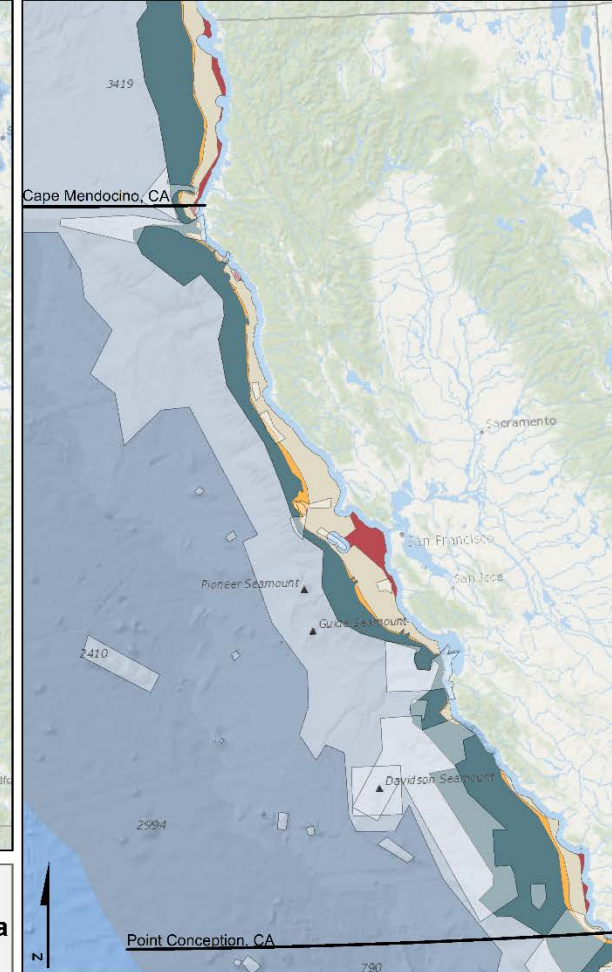 3419
Cape Mendocino, CA
Sacramento
San Francisco
San Jose
Pioneer Seamount
Guide Seamount
2410
Davidson Seamount
2994
a
N
Point Conception, CA
790